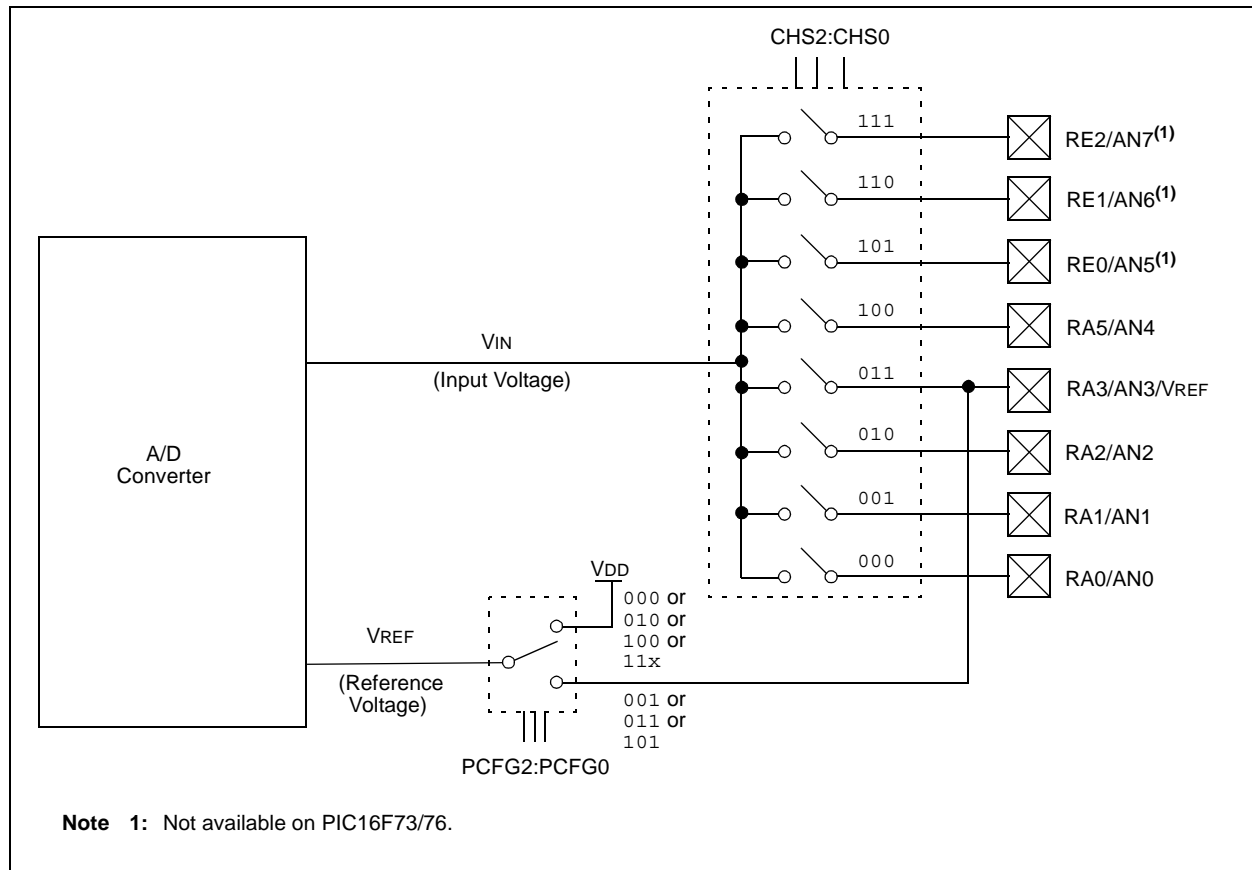 CHS2:CHS0
111
RE2/AN7(1)
110
RE1/AN6(1)
101
RE0/AN5(1)
100
RA5/AN4
VIN
(Input Voltage)
011
RA3/AN3/VREF
A/D
Converter
010
RA2/AN2
001
RA1/AN1
000
RA0/AN0
VDD
000 or
010 or
100 or
11x
VREF
(Reference
Voltage)
001 or
011 or
101
PCFG2:PCFG0
Note 1: Not available on PIC16F73/76.